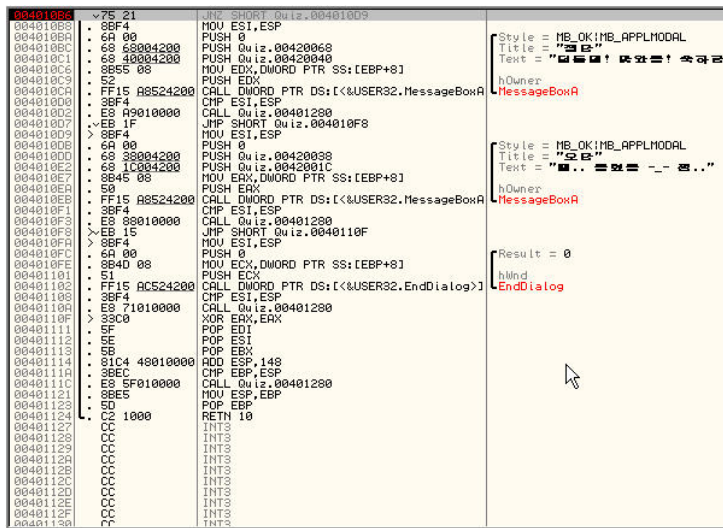 004010B6 ⌄75 21 JNZ SHORT Quiz.004010D9
004010B8 . 8BF4 MOV ESI,ESP
004010BA . 6A 00 PUSH 0 Style = MB_OK|MB_APPLMODAL
004010BC . 68 68004200 PUSH Quiz.00420068 Title =
004010C1 . 68 40004200 PUSH Quiz.00420040 Text =
004010C6 . 8B55 08 MOV EDX,DWORD PTR SS:[EBP+8]
004010C9 . 52 PUSH EDX hOwner
004010CA . FF15 A8524200 CALL DWORD PTR DS:[<&USER32.MessageBoxA MessageBoxA
004010D0 . 3BF4 CMP ESI,ESP
004010D2 . E8 A9010000 CALL Quiz.00401280
004010D7 .⌄EB 1F JMP SHORT Quiz.004010F8
004010D9 > 8BF4 MOV ESI,ESP
004010DB . 6A 00 PUSH 0 Style = MB_OK|MB_APPLMODAL
004010DD . 68 38004200 PUSH Quiz.00420038 Title =
004010E2 . 68 1C004200 PUSH Quiz.0042001C Text =
004010E7 . 8B45 08 MOV EAX,DWORD PTR SS:[EBP+8]
004010EA . 50 PUSH EAX hOwner
004010EB . FF15 A8524200 CALL DWORD PTR DS:[<&USER32.MessageBoxA MessageBoxA
004010F1 . 3BF4 CMP ESI,ESP
004010F3 . E8 88010000 CALL Quiz.00401280
004010F8 >⌄EB 15 JMP SHORT Quiz.0040110F
004010FA > 8BF4 MOV ESI,ESP
004010FC . 6A 00 PUSH 0 Result = 0
004010FE . 8B4D 08 MOV ECX,DWORD PTR SS:[EBP+8]
00401101 . 51 PUSH ECX hWnd
00401102 . FF15 AC524200 CALL DWORD PTR DS:[<&USER32.EndDialog>] EndDialog
00401108 . 3BF4 CMP ESI,ESP
0040110A . E8 71010000 CALL Quiz.00401280
0040110F > 33C0 XOR EAX,EAX
00401111 . 5F POP EDI
00401112 . 5E POP ESI
00401113 . 5B POP EBX
00401114 . 81C4 48010000 ADD ESP,148
0040111A . 3BEC CMP EBP,ESP
0040111C . E8 5F010000 CALL Quiz.00401280
00401121 . 8BE5 MOV ESP,EBP
00401123 . 5D POP EBP
00401124 . C2 1000 RETN 10
00401127 CC INT3
00401128 CC INT3
00401129 CC INT3
0040112A CC INT3
0040112B CC INT3
0040112C CC INT3
0040112D CC INT3
0040112E CC INT3
0040112F CC INT3
00401130 CC INT3